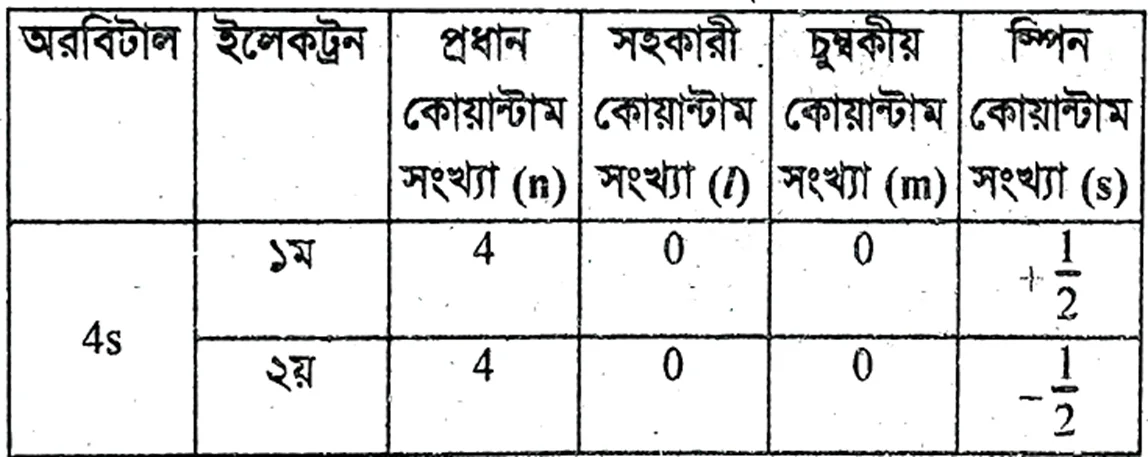 অরবিটাল ইলেকট্রন প্রধান কোয়ান্টাম সংখ্যা (n) সহকারী কোয়ান্টাম সংখ্যা (l) চুম্বকীয় কোয়ান্টাম সংখ্যা (m) স্পিন কোয়ান্টাম সংখ্যা (s)
4s ১ম 4 0 0 + 1/2
২য় 4 0 0 - 1/2